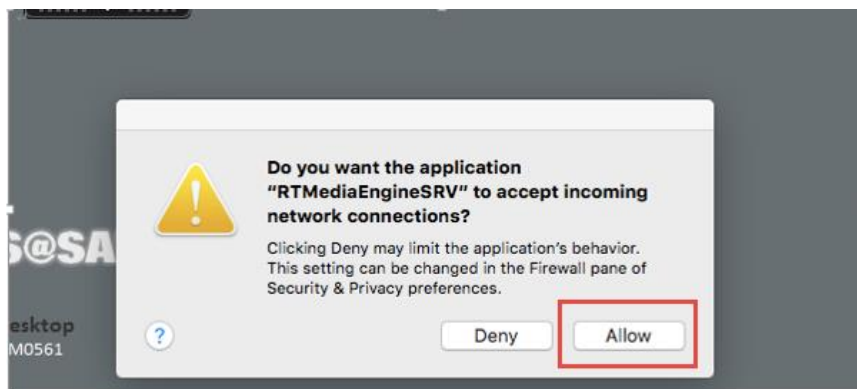 Do you want the application
“RTMediaEngineSRV” to accept incoming
network connections?
Clicking Deny may limit the application’s behavior.
This setting can be changed in the Firewall pane of
Security & Privacy preferences.
S@SA
esktop
M0561
?
Deny
Allow